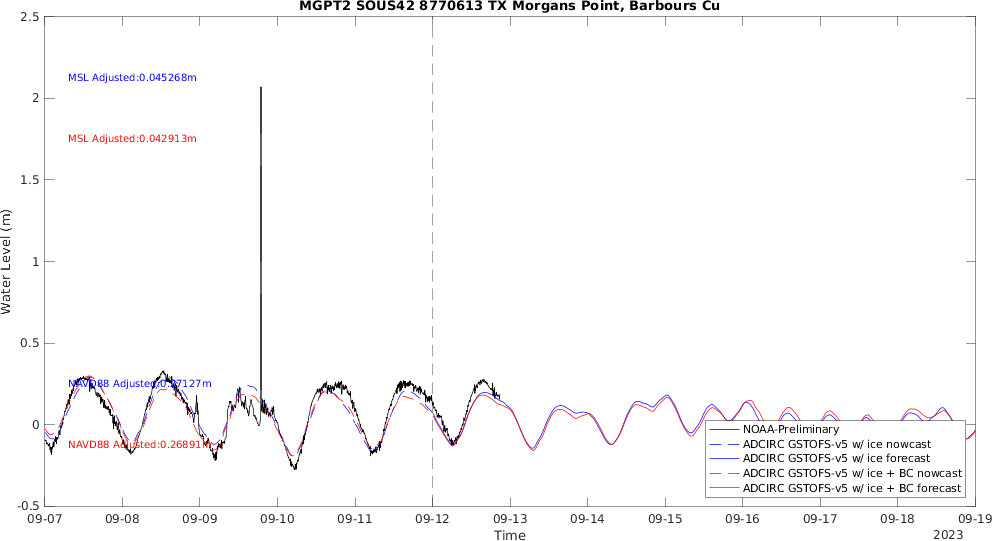 MGPT2 SOUS42 8770613 TX Morgans Point, Barbours Cu
2.5
2
1.5
1
0.5
0
-0.5
Water Level (m)
MSL Adjusted:0.045268m
MSL Adjusted:0.042913m
NAVD88 Adjusted:0.27127m
NAVD88 Adjusted:0.26891m
NOAA-Preliminary
ADCIRC GSTOFS-v5 w/ ice nowcast
ADCIRC GSTOFS-v5 w/ ice forecast
ADCIRC GSTOFS-v5 w/ ice + BC nowcast
ADCIRC GSTOFS-v5 w/ ice + BC forecast
09-07 09-08 09-09 09-10 09-11 09-12 09-13 09-14 09-15 09-16 09-17 09-18 09-19
Time
2023